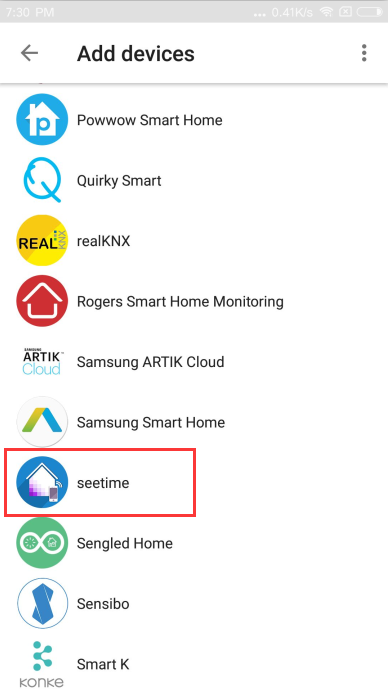 7:30 PM ... 0.41K/s
Add devices
Powwow Smart Home
Quirky Smart
REAL KNX realKNX
Rogers Smart Home Monitoring
SAMSUNG
ARTIK™
Cloud
Samsung ARTIK Cloud
Samsung Smart Home
seetime
Sengled Home
Sensibo
Smart K
konke